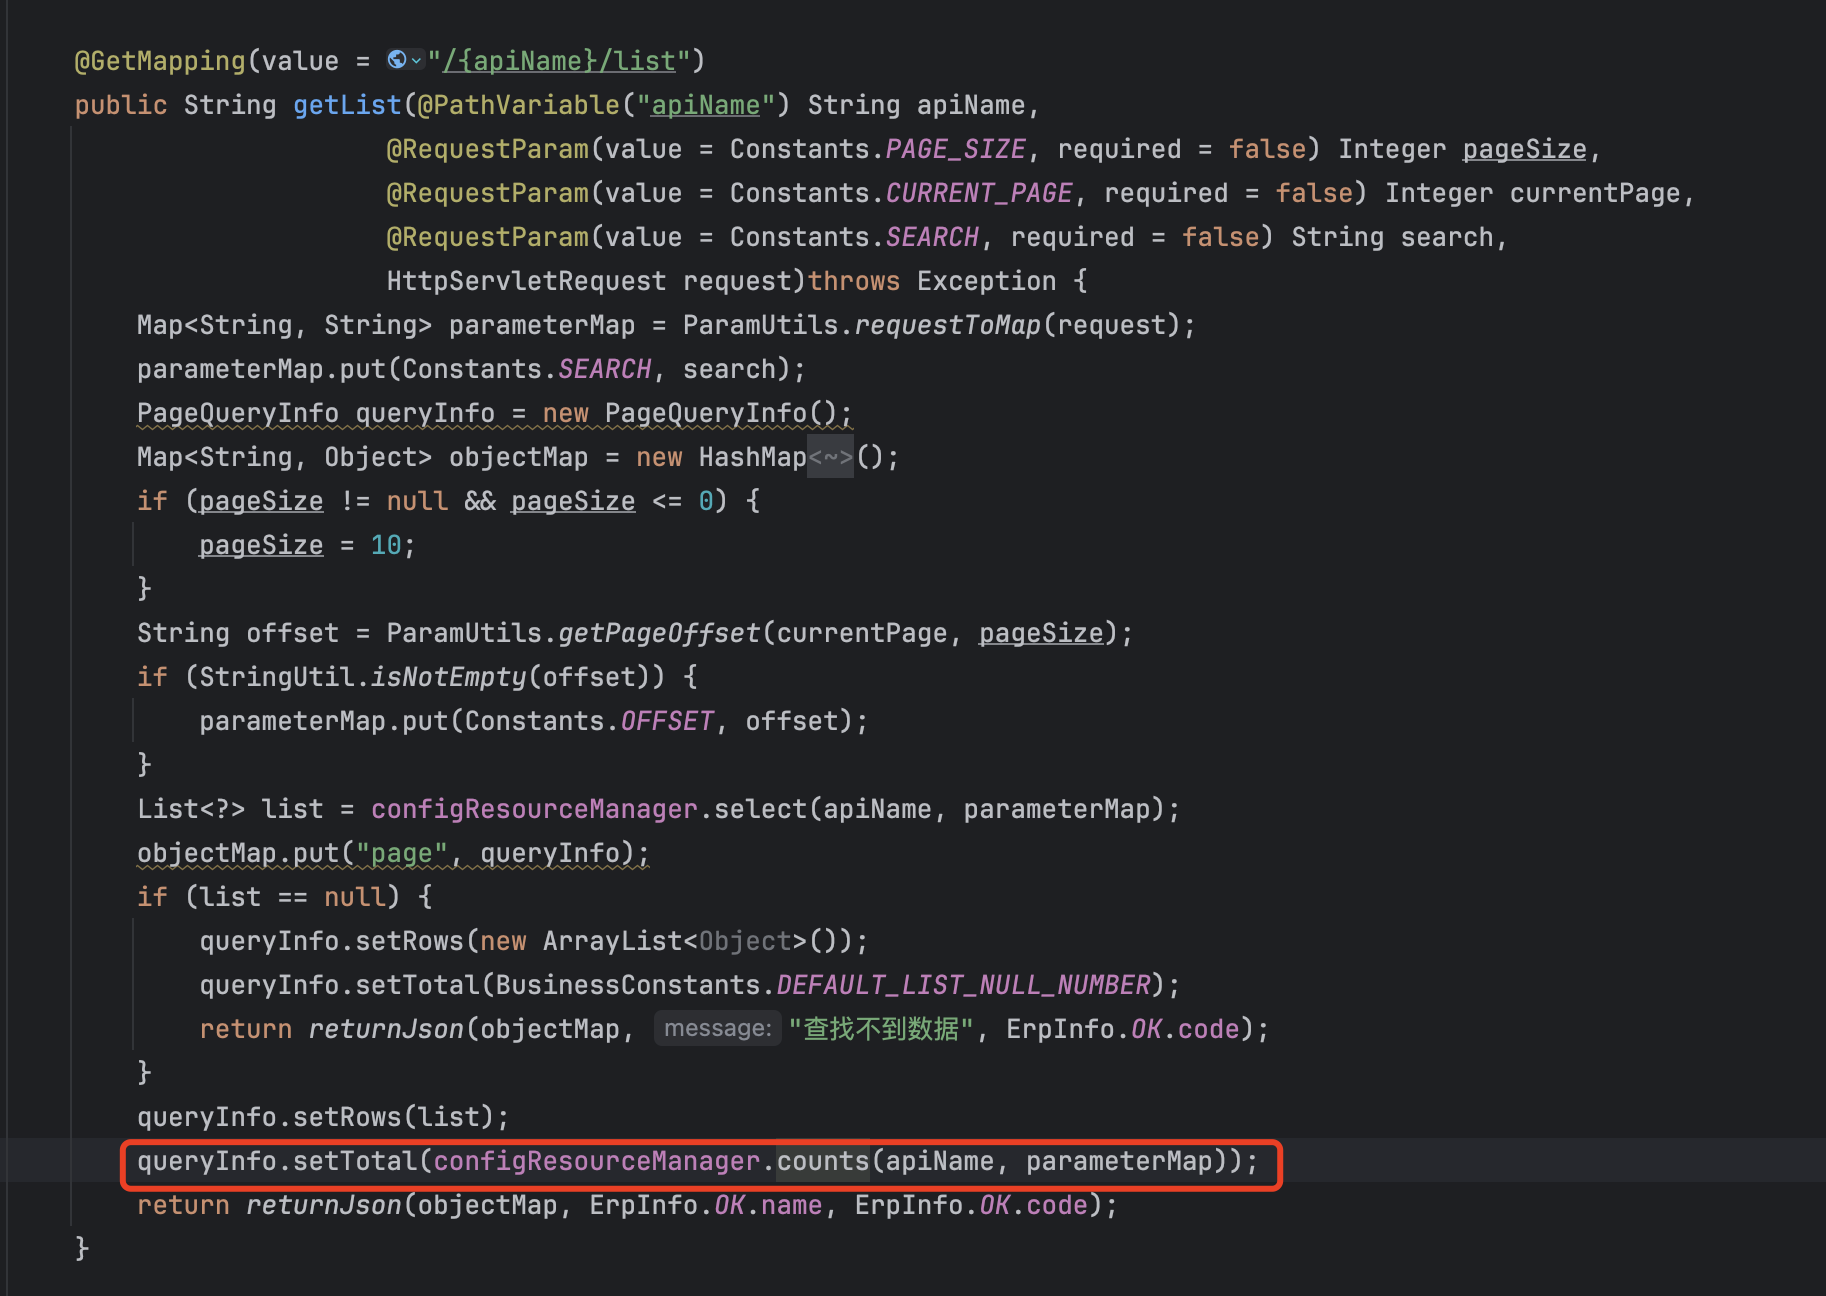 @GetMapping(value = "/{apiName}/list")
public String getList(@PathVariable("apiName") String apiName,
@RequestParam(value = Constants.PAGE_SIZE, required = false) Integer pageSize,
@RequestParam(value = Constants.CURRENT_PAGE, required = false) Integer currentPage,
@RequestParam(value = Constants.SEARCH, required = false) String search,
HttpServletRequest request)throws Exception {
Map<String, String> parameterMap = ParamUtils.requestToMap(request);
parameterMap.put(Constants.SEARCH, search);
PageQueryInfo queryInfo = new PageQueryInfo();
Map<String, Object> objectMap = new HashMap<~>();
if (pageSize != null && pageSize <= 0) {
pageSize = 10;
}
String offset = ParamUtils.getPageOffset(currentPage, pageSize);
if (StringUtil.isNotEmpty(offset)) {
parameterMap.put(Constants.OFFSET, offset);
}
List<?> list = configResourceManager.select(apiName, parameterMap);
objectMap.put("page", queryInfo);
if (list == null) {
queryInfo.setRows(new ArrayList<Object>());
queryInfo.setTotal(BusinessConstants.DEFAULT_LIST_NULL_NUMBER);
return returnJson(objectMap, message: "查找不到数据", ErpInfo.OK.code);
}
queryInfo.setRows(list);
queryInfo.setTotal(configResourceManager.counts(apiName, parameterMap));
return returnJson(objectMap, ErpInfo.OK.name, ErpInfo.OK.code);
}